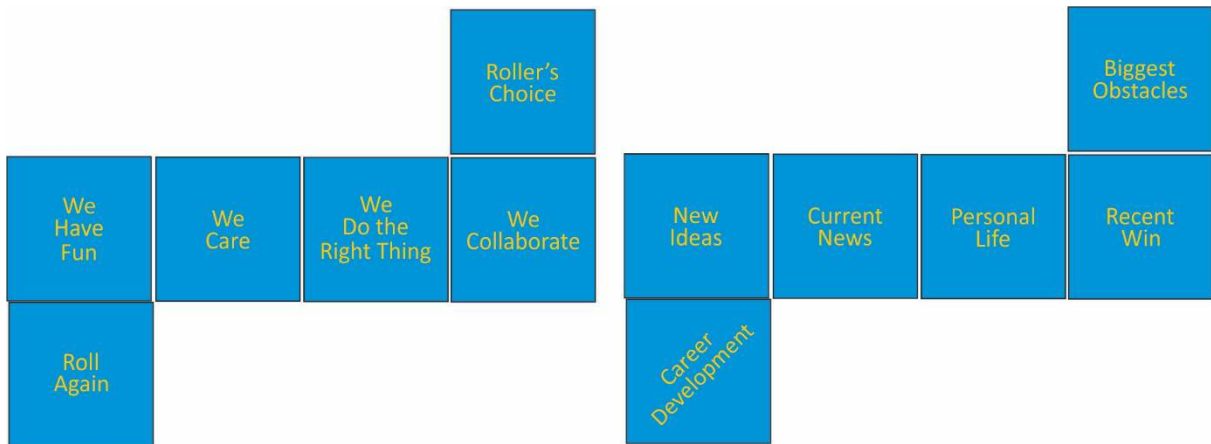 Roller’s
Choice
We
Have
Fun
We
Care
We
Do the
Right Thing
We
Collaborate
Roll
Again
Biggest
Obstacles
New
Ideas
Current
News
Personal
Life
Recent
Win
Career
Development